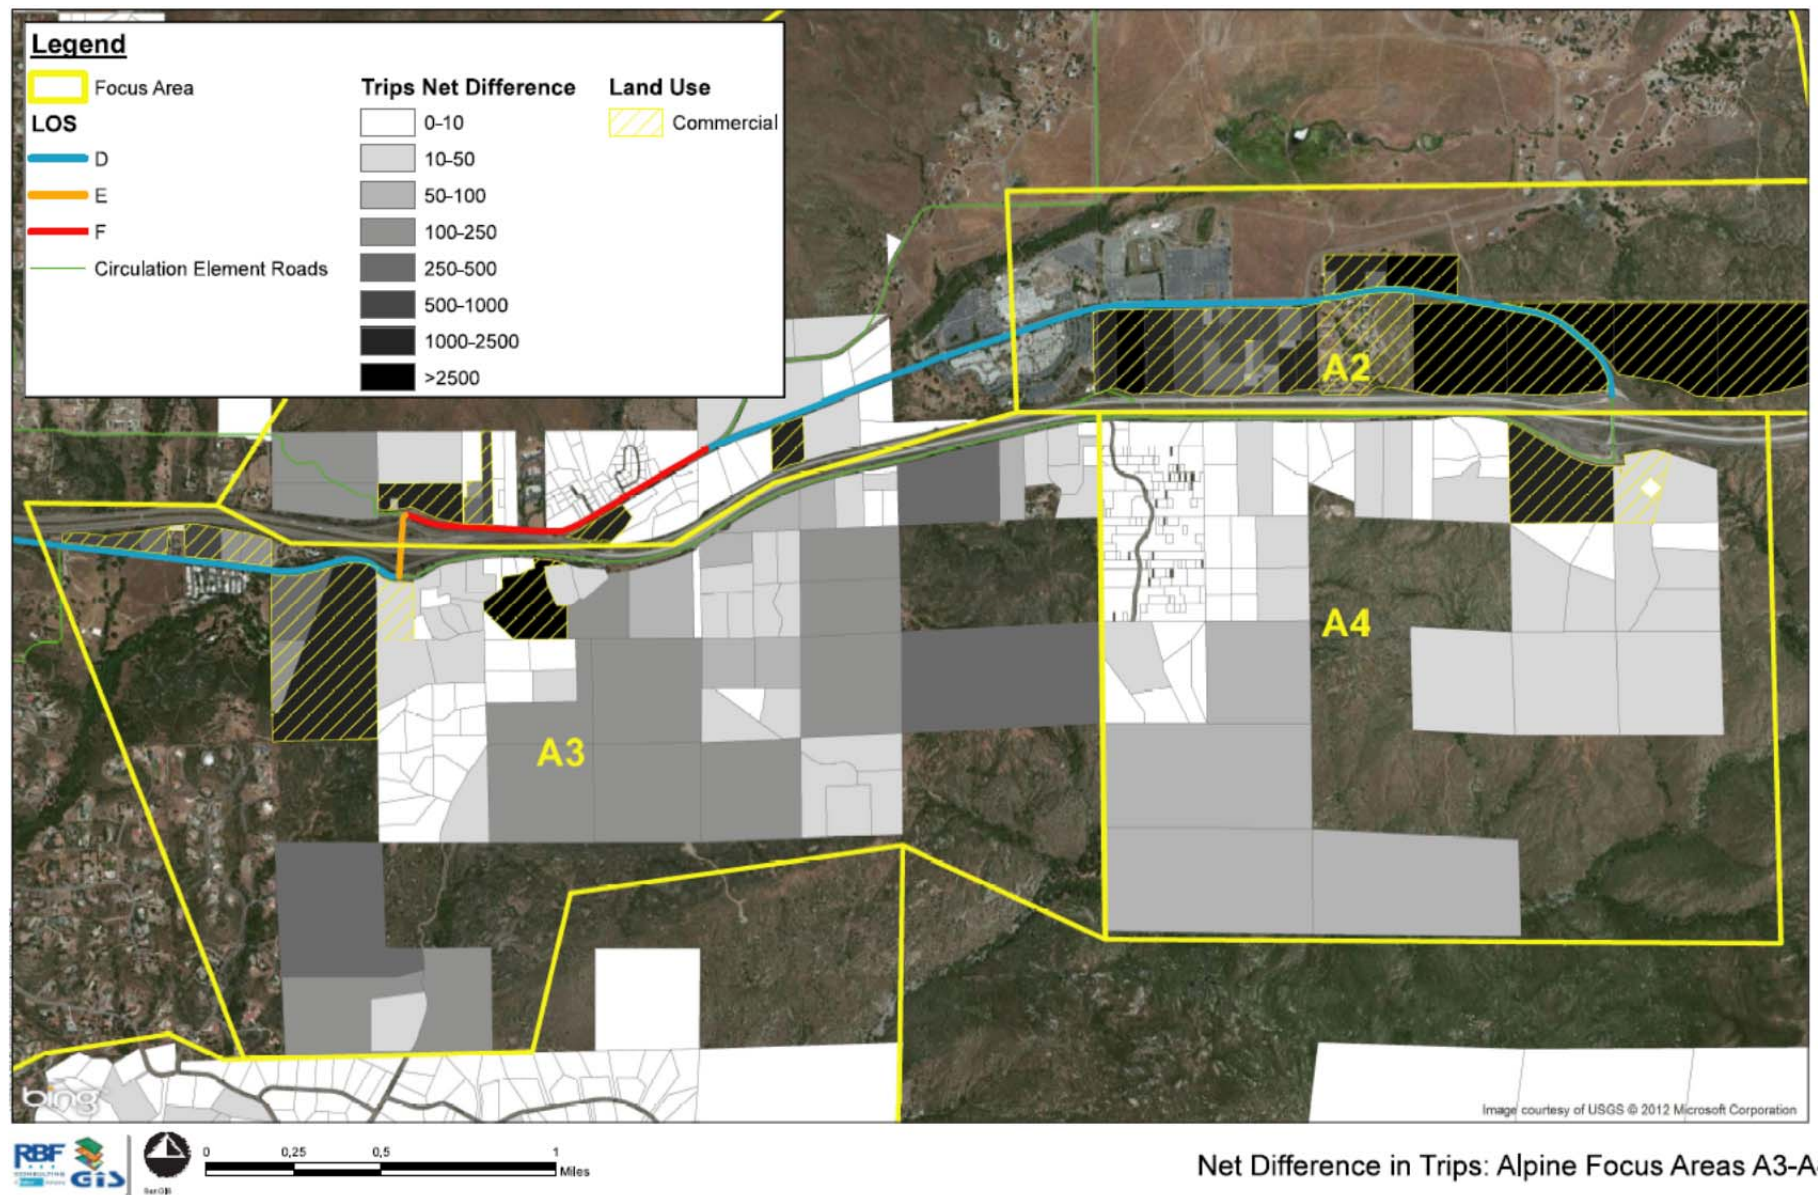 Legend
Focus Area
LOS
D
E
F
Circulation Element Roads
Trips Net Difference
0-10
10-50
50-100
100-250
250-500
500-1000
1000-2500
>2500
Land Use
Commercial
A2
A4
A3
bing
Image courtesy of USGS © 2012 Microsoft Corporation
RBF
CONSULTING
GIS
SanGIS
0 0.25 0.5 1
Miles
Net Difference in Trips: Alpine Focus Areas A3-A